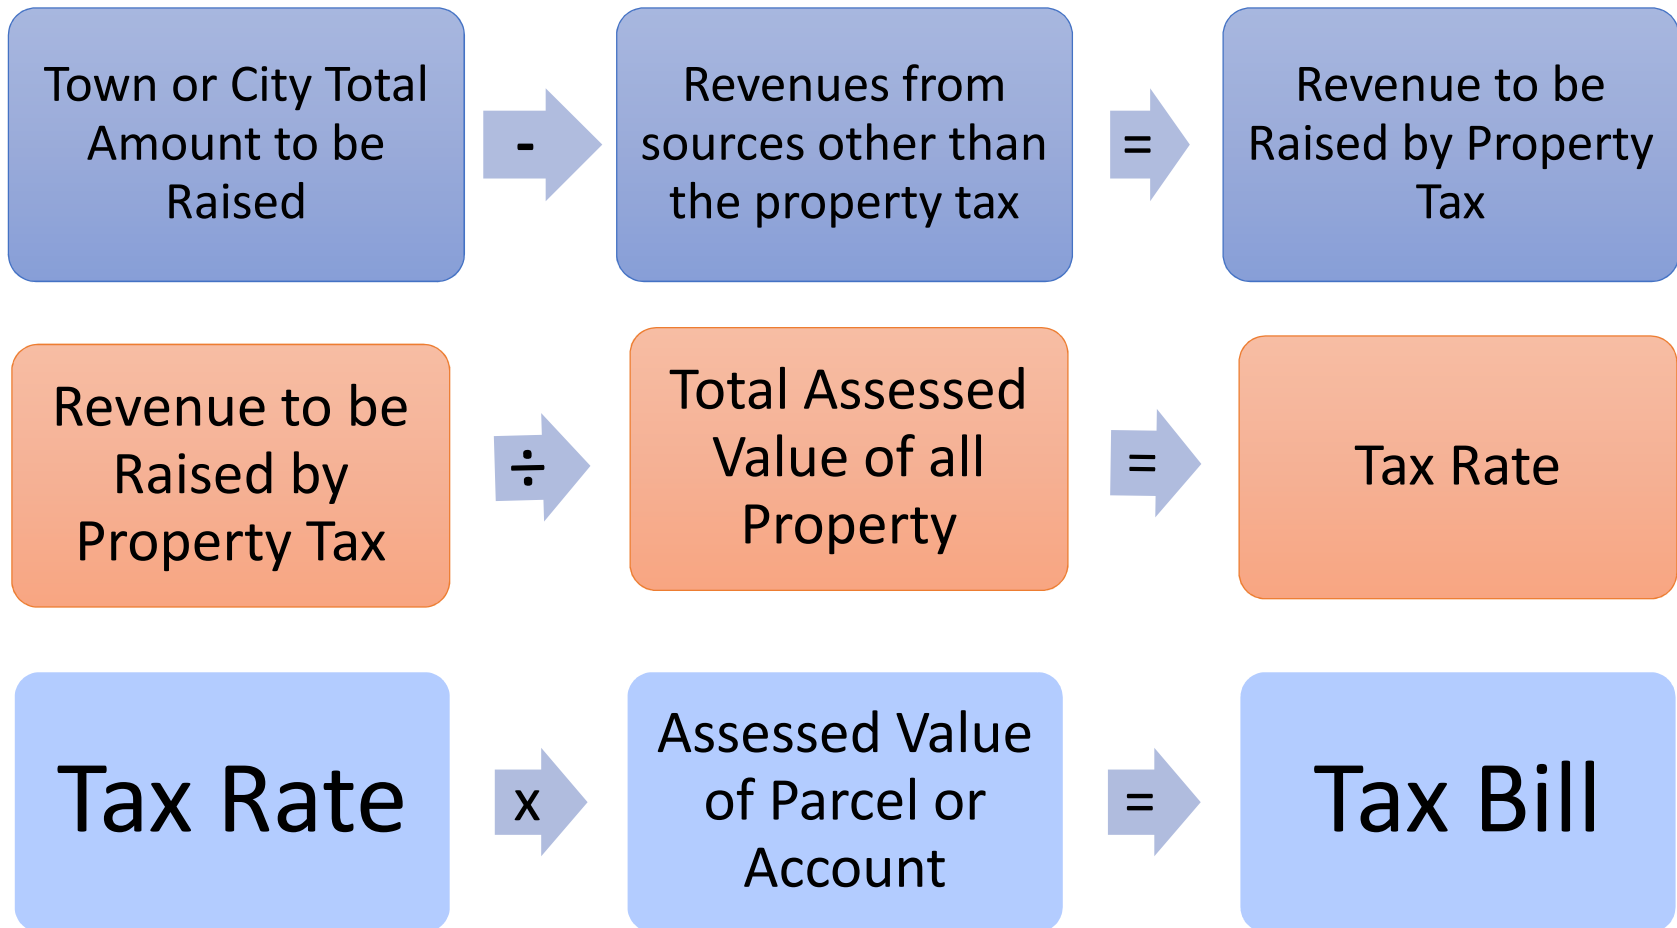 Town or City Total
Amount to be
Raised
-
Revenues from
sources other than
the property tax
=
Revenue to be
Raised by Property
Tax
Revenue to be
Raised by
Property Tax
÷
Total Assessed
Value of all
Property
=
Tax Rate
Tax Rate
x
Assessed Value
of Parcel or
Account
=
Tax Bill